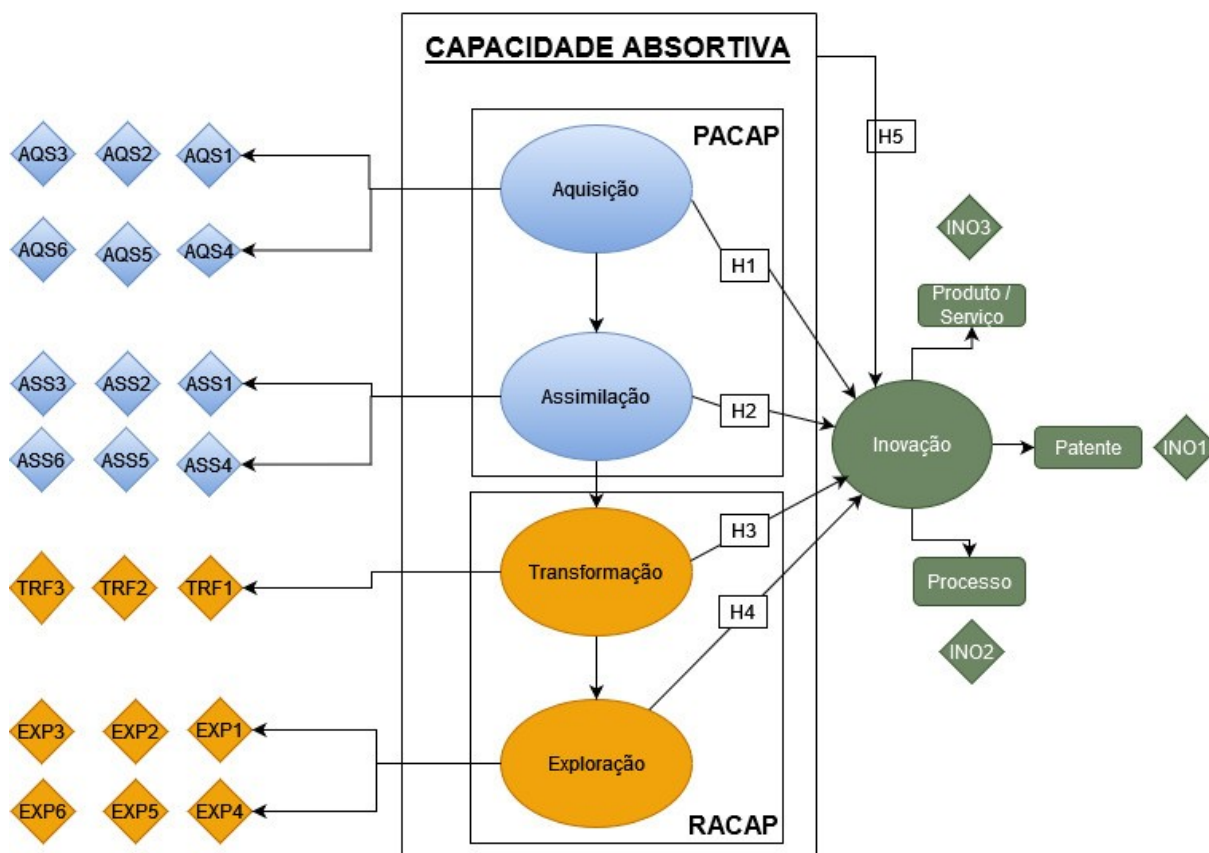 CAPACIDADE ABSORTIVA
PACAP
H5
AQS3 AQS2 AQS1
Aquisição
INO3
AQS6 AQS5 AQS4
H1
Produto /
Serviço
ASS3 ASS2 ASS1
Assimilação
H2
Inovação
Patente
INO1
ASS6 ASS5 ASS4
H3
TRF3 TRF2 TRF1
Transformação
Processo
H4
INO2
EXP3 EXP2 EXP1
Exploração
EXP6 EXP5 EXP4
RACAP